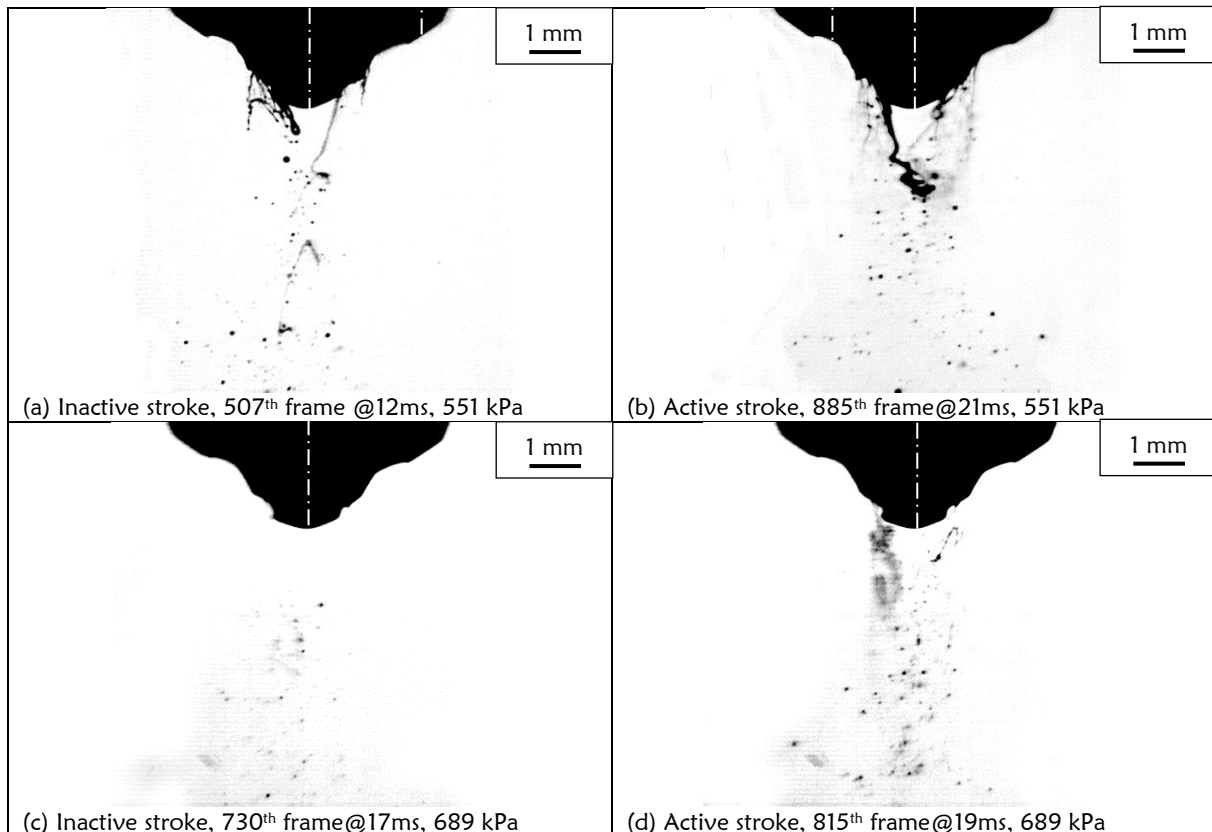 1 mm
1 mm
(a) Inactive stroke, 507th frame @12ms, 551 kPa
(b) Active stroke, 885th frame@21ms, 551 kPa
1 mm
1 mm
(c) Inactive stroke, 730th frame@17ms, 689 kPa
(d) Active stroke, 815th frame@19ms, 689 kPa